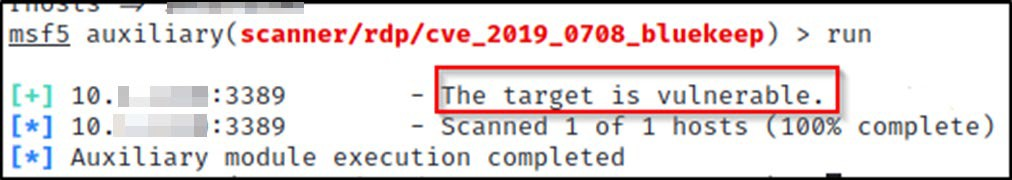 msf5 auxiliary(scanner/rdp/cve_2019_0708_bluekeep) > run
[+] 10. :3389 - The target is vulnerable.
[*] 10. :3389 - Scanned 1 of 1 hosts (100% complete)
[*] Auxiliary module execution completed